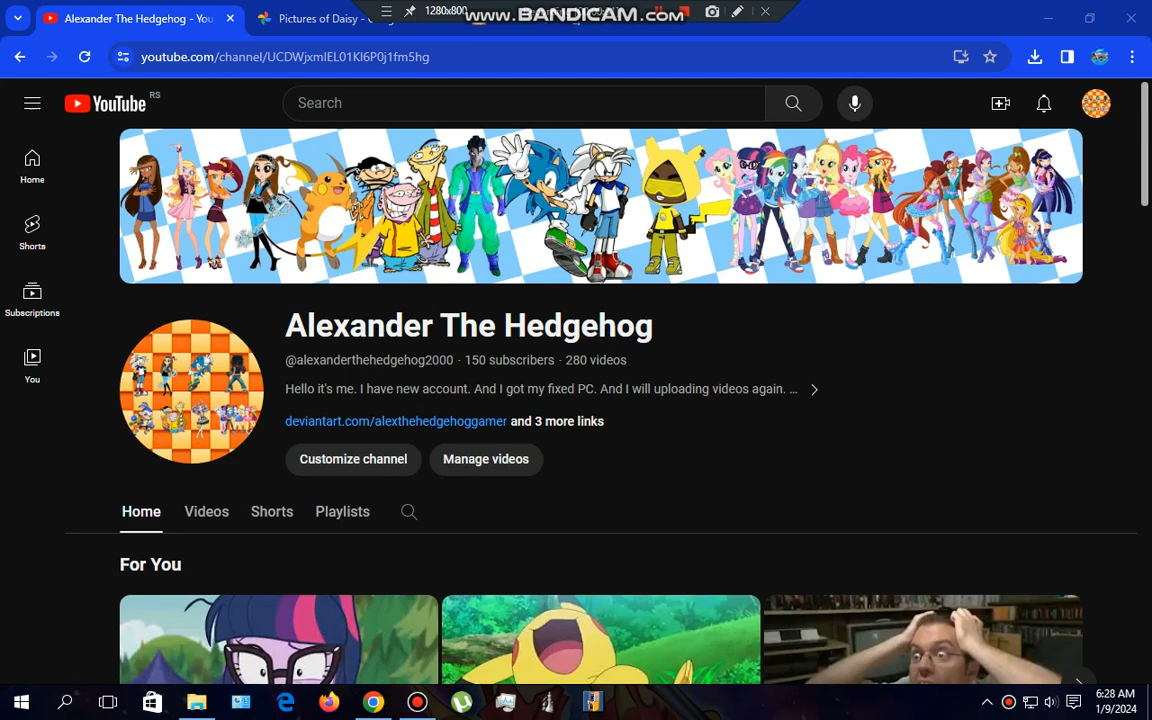 1280x800
www.BANDICAM.com
Alexander The Hedgehog - You
Pictures of Daisy - G
youtube.com/channel/UCDWjxmIEL01KI6P0j1fm5hg
YouTube RS
Search
Home
Shorts
Subscriptions
You
Alexander The Hedgehog
@alexanderthehedgehog2000 · 150 subscribers · 280 videos
Hello it's me. I have new account. And I got my fixed PC. And I will uploading videos again. ...
deviantart.com/alexthehedgehoggamer and 3 more links
Customize channel
Manage videos
Home Videos Shorts Playlists
For You
6:28 AM
1/9/2024